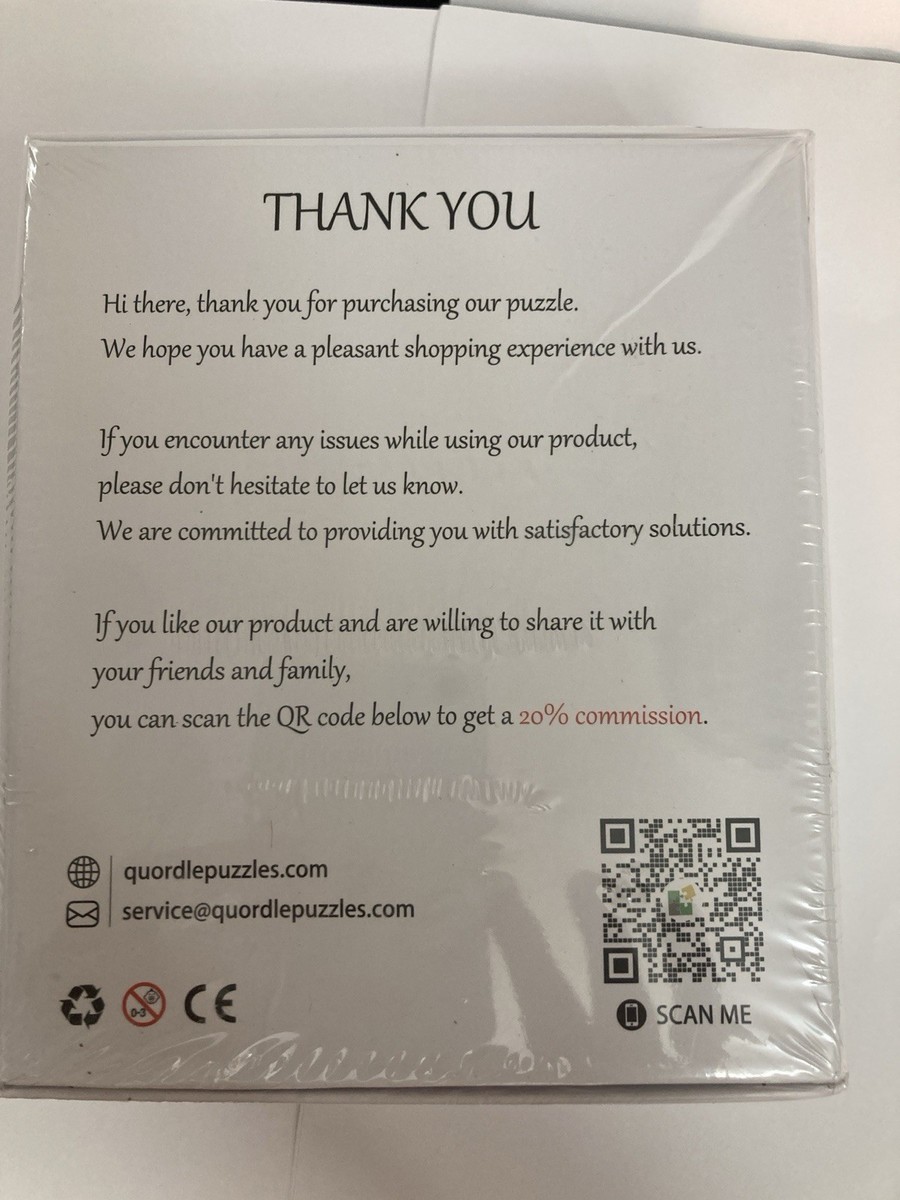 THANK YOU
Hi there, thank you for purchasing our puzzle.
We hope you have a pleasant shopping experience with us.
If you encounter any issues while using our product,
please don't hesitate to let us know.
We are committed to providing you with satisfactory solutions.
If you like our product and are willing to share it with
your friends and family,
you can scan the QR code below to get a 20% commission.
quordlepuzzles.com
service@quordlepuzzles.com
0-3
CE
SCAN ME